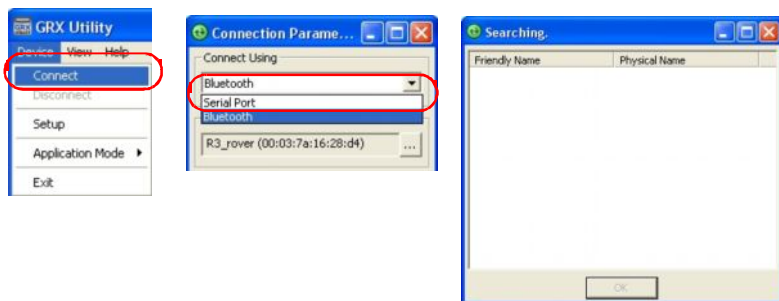 GRX Utility
Device View Help
Connect
Disconnect
Setup
Application Mode
Exit
Connection Parame...
Connect Using
Bluetooth
Serial Port
Bluetooth
R3_rover (00:03:7a:16:28:d4)
...
Searching.
Friendly Name Physical Name
OK